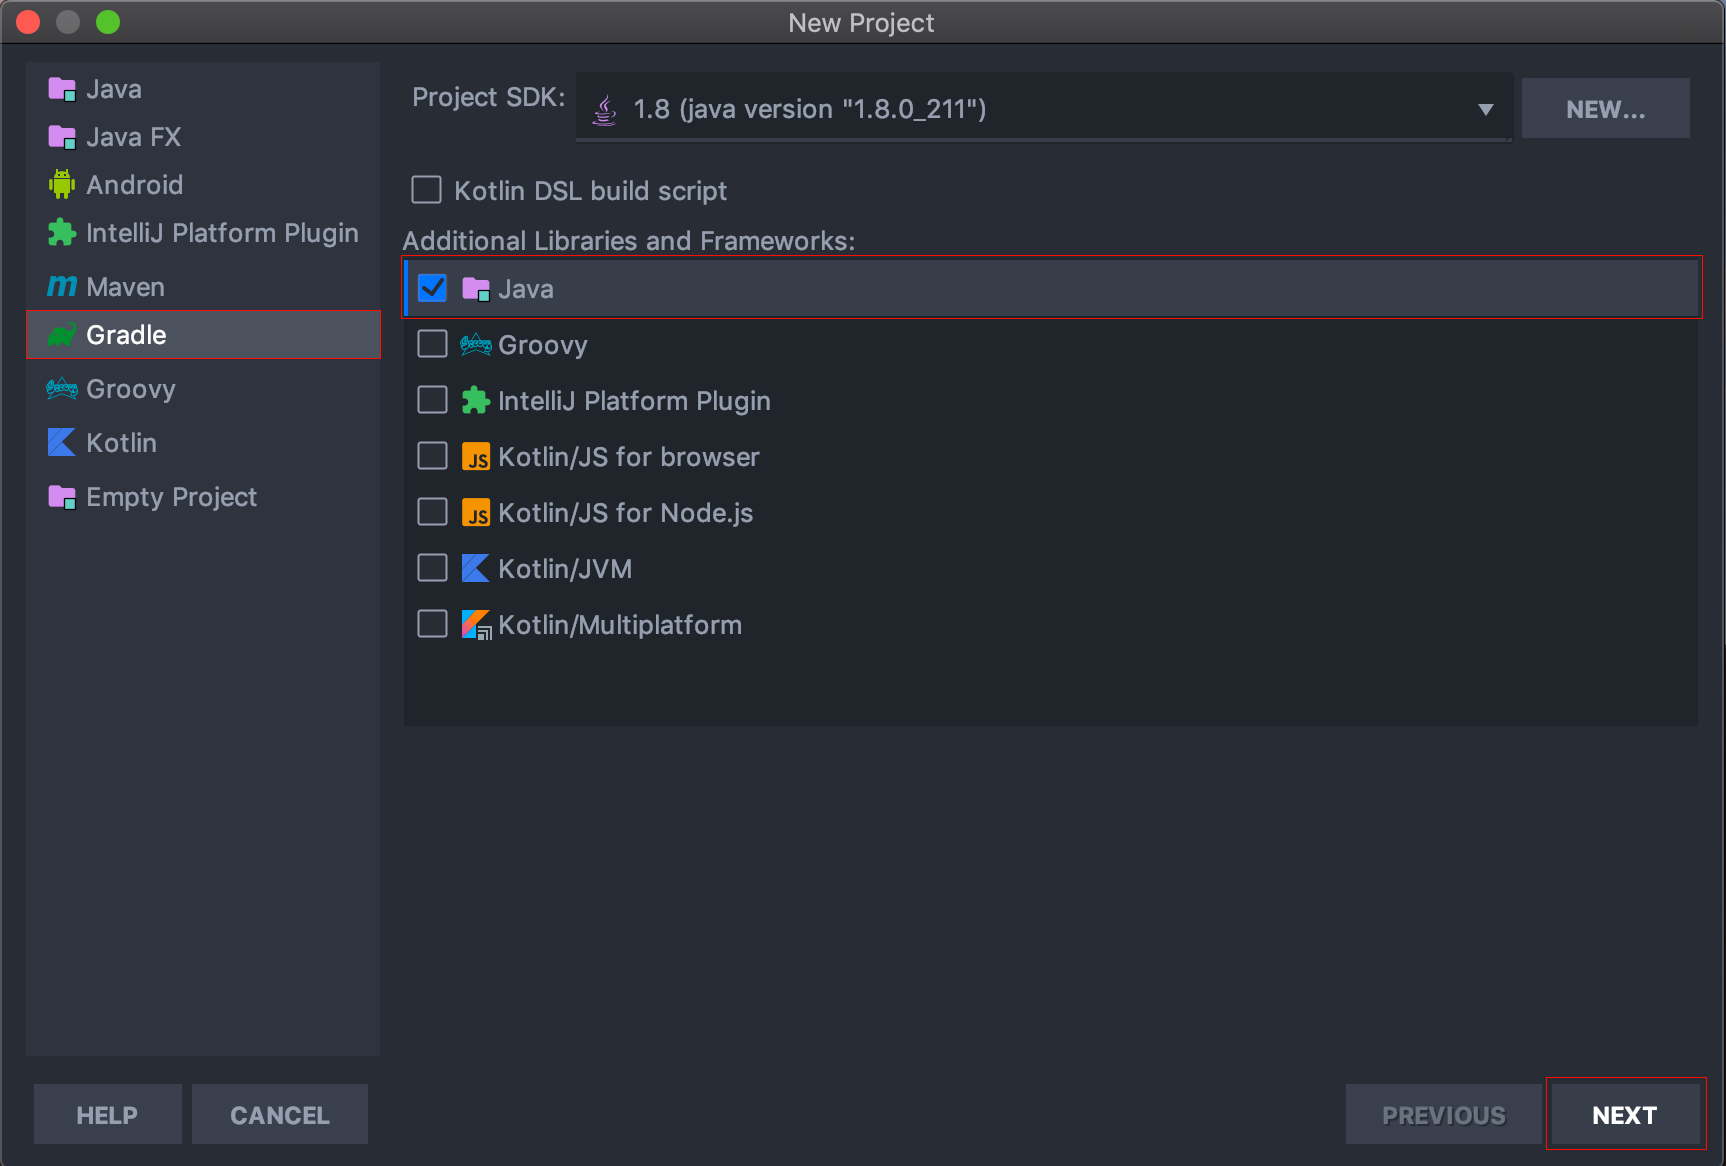 New Project
Java
Java FX
Android
IntelliJ Platform Plugin
Maven
Gradle
Groovy
Kotlin
Empty Project
Project SDK:
1.8 (java version "1.8.0_211")
NEW...
Kotlin DSL build script
Additional Libraries and Frameworks:
Java
Groovy
IntelliJ Platform Plugin
JS Kotlin/JS for browser
JS Kotlin/JS for Node.js
Kotlin/JVM
Kotlin/Multiplatform
HELP
CANCEL
PREVIOUS
NEXT